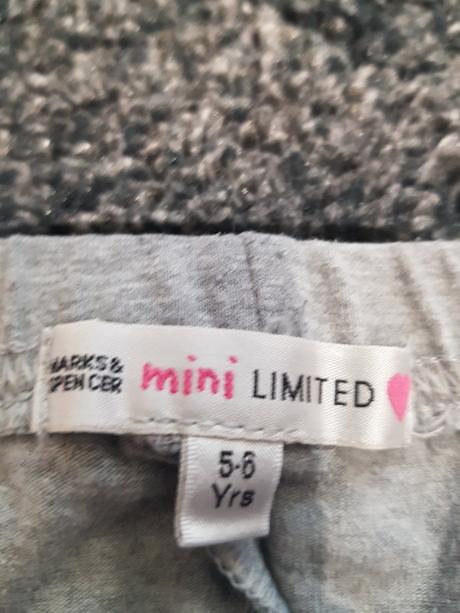 MARKS&
SPENCER
mini LIMITED
5-6
Yrs